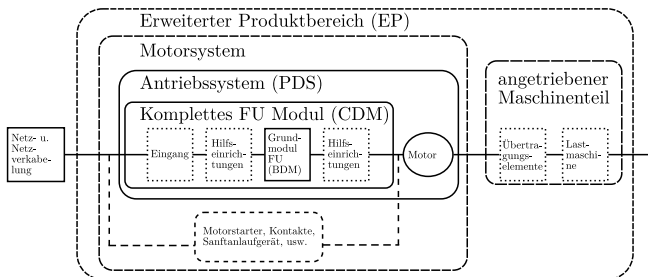 Erweiterter Produktbereich (EP)
Motorsystem
Antriebssystem (PDS)
Komplettes FU Modul (CDM)
angetriebener
Maschinenteil
Netz- u.
Netz-
verkabe-
lung
Eingang
Hilfs-
einrich-
tungen
Grund-
modul
FU
(BDM)
Hilfs-
einrich-
tungen
Motor
Übertra-
gungs-
elemente
Last-
maschi-
ne
Motorstarter, Kontakte,
Sanftanlaufgerät, usw.